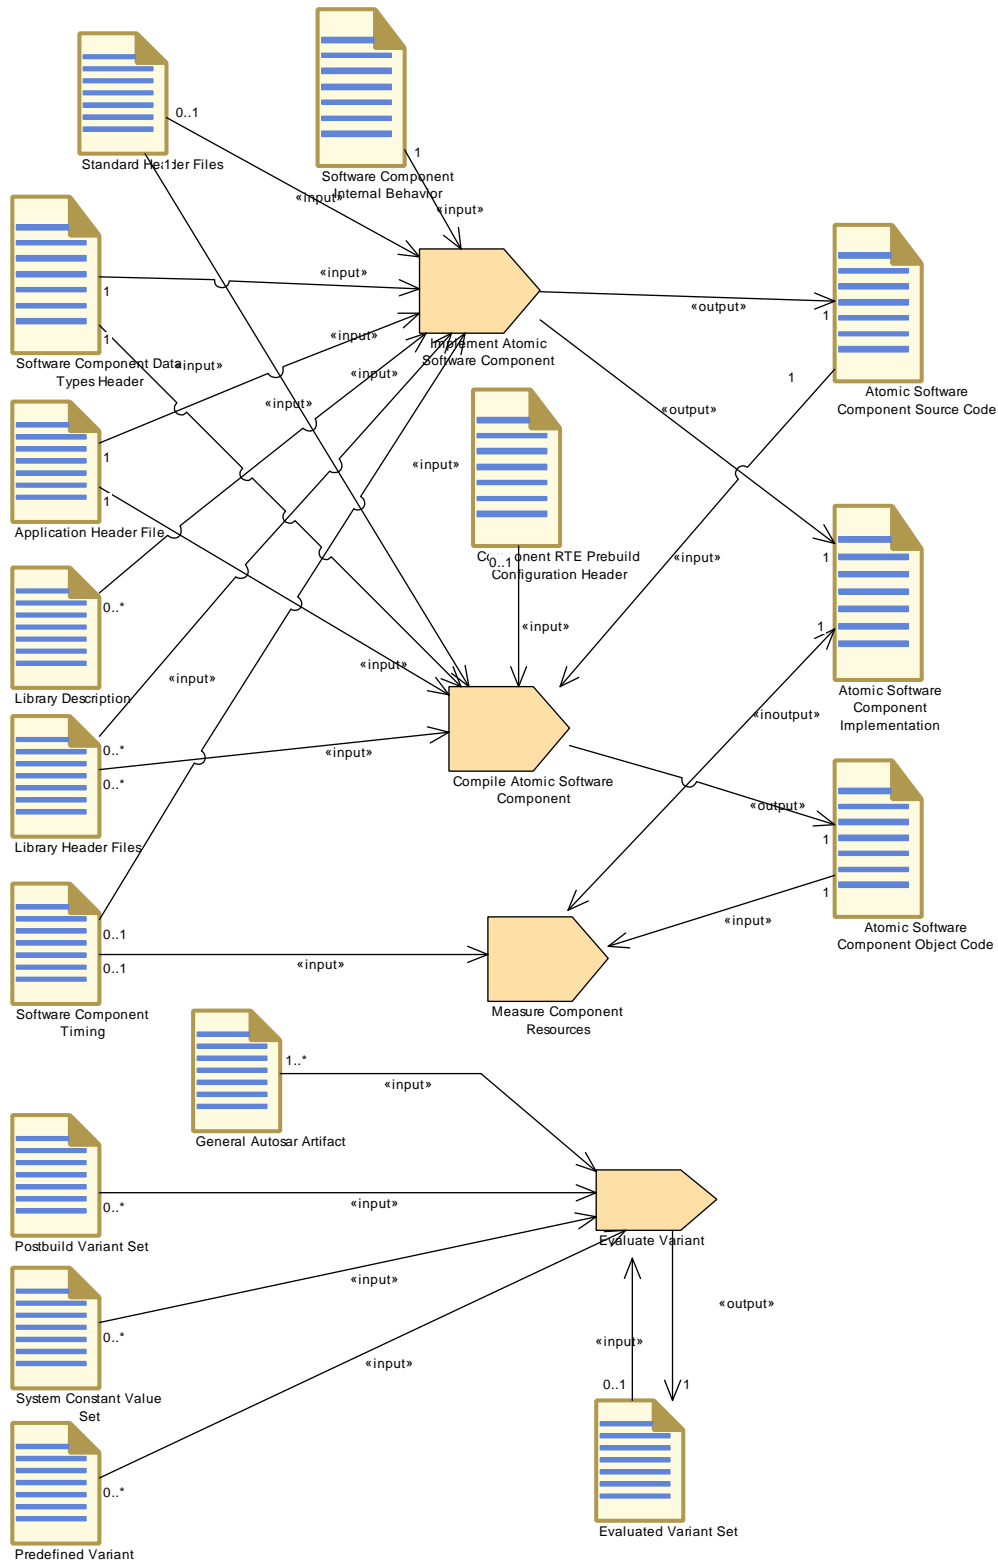 0..1
Standard Header Files
1
1
Software Component
Internal Behavior
«input»
«input»
«input»
1
1
Software Component Data
Types Header
«input»
«output»
1
Atomic Software
Component Source Code
1
«input»
Implement Atomic
Software Component
«input»
«input»
«output»
1
Application Header File
1
«input»
Component RTE Prebuild
Configuration Header
0..1
«input»
1
0..*
Library Description
«input»
«input»
1
Atomic Software
Component
Implementation
«input»
«inoutput»
0..*
0..*
Library Header Files
«input»
Compile Atomic Software
Component
«output»
1
1
Atomic Software
Component Object Code
«input»
0..1
0..1
Software Component
Timing
«input»
Measure Component
Resources
1..*
«input»
General Autosar Artifact
0..*
Postbuild Variant Set
«input»
Evaluate Variant
«input»
0..*
System Constant Value
Set
«output»
«input»
«input»
0..1
1
0..*
Predefined Variant
Evaluated Variant Set